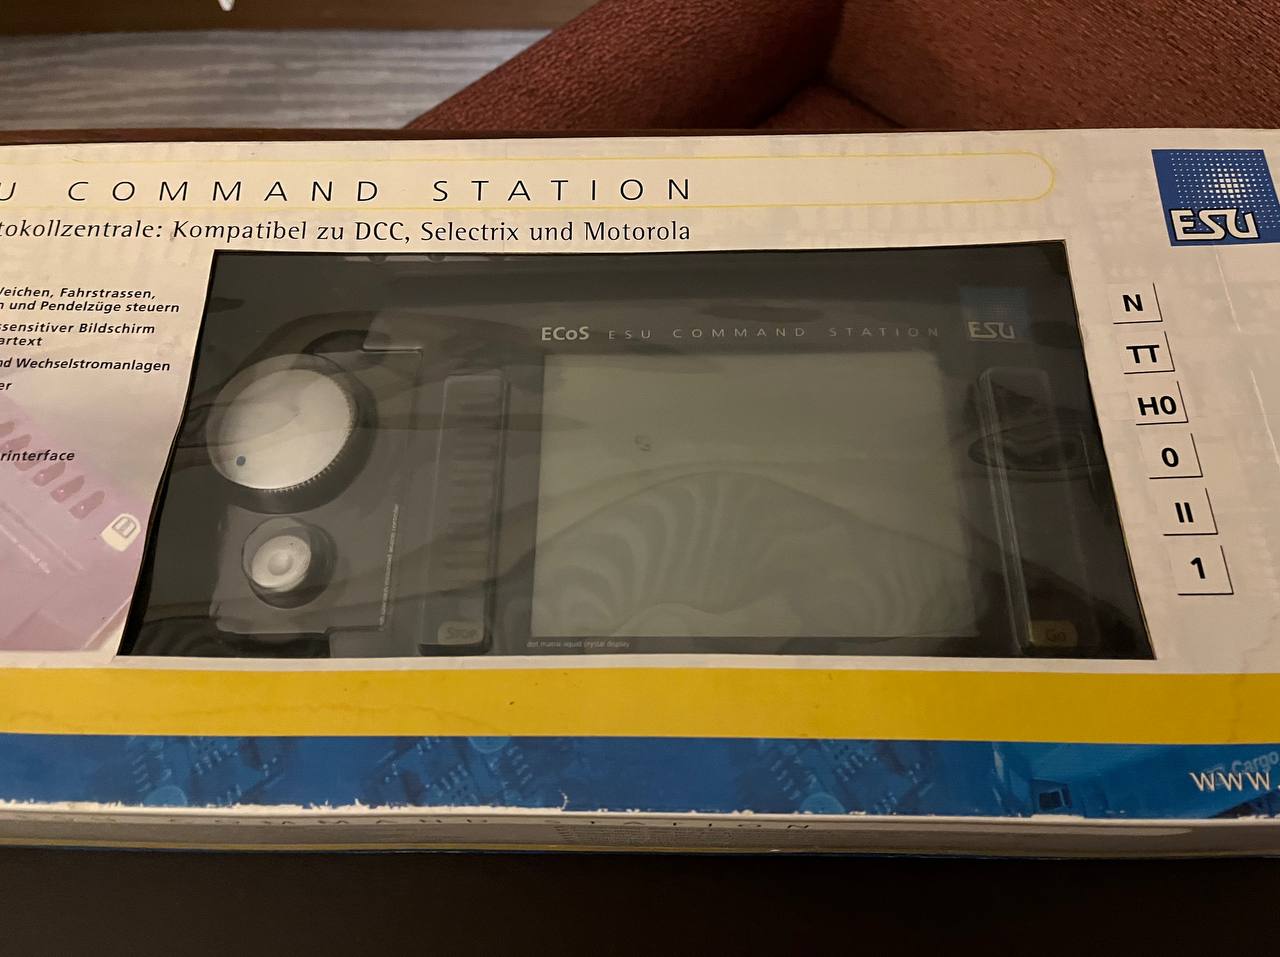 U COMMAND STATION
tokollzentrale: Kompatibel zu DCC, Selectrix und Motorola
ESU
Weichen, Fahrstrassen,
n und Pendelzüge steuern
ssensitiver Bildschirm
artext
nd Wechselstromanlagen
er
rinterface
ECoS ESU COMMAND STATION ESU
Stop
Go
dot matrix liquid crystal display
N
TT
H0
0
II
1
Cargo
www.
COMMAND STATION